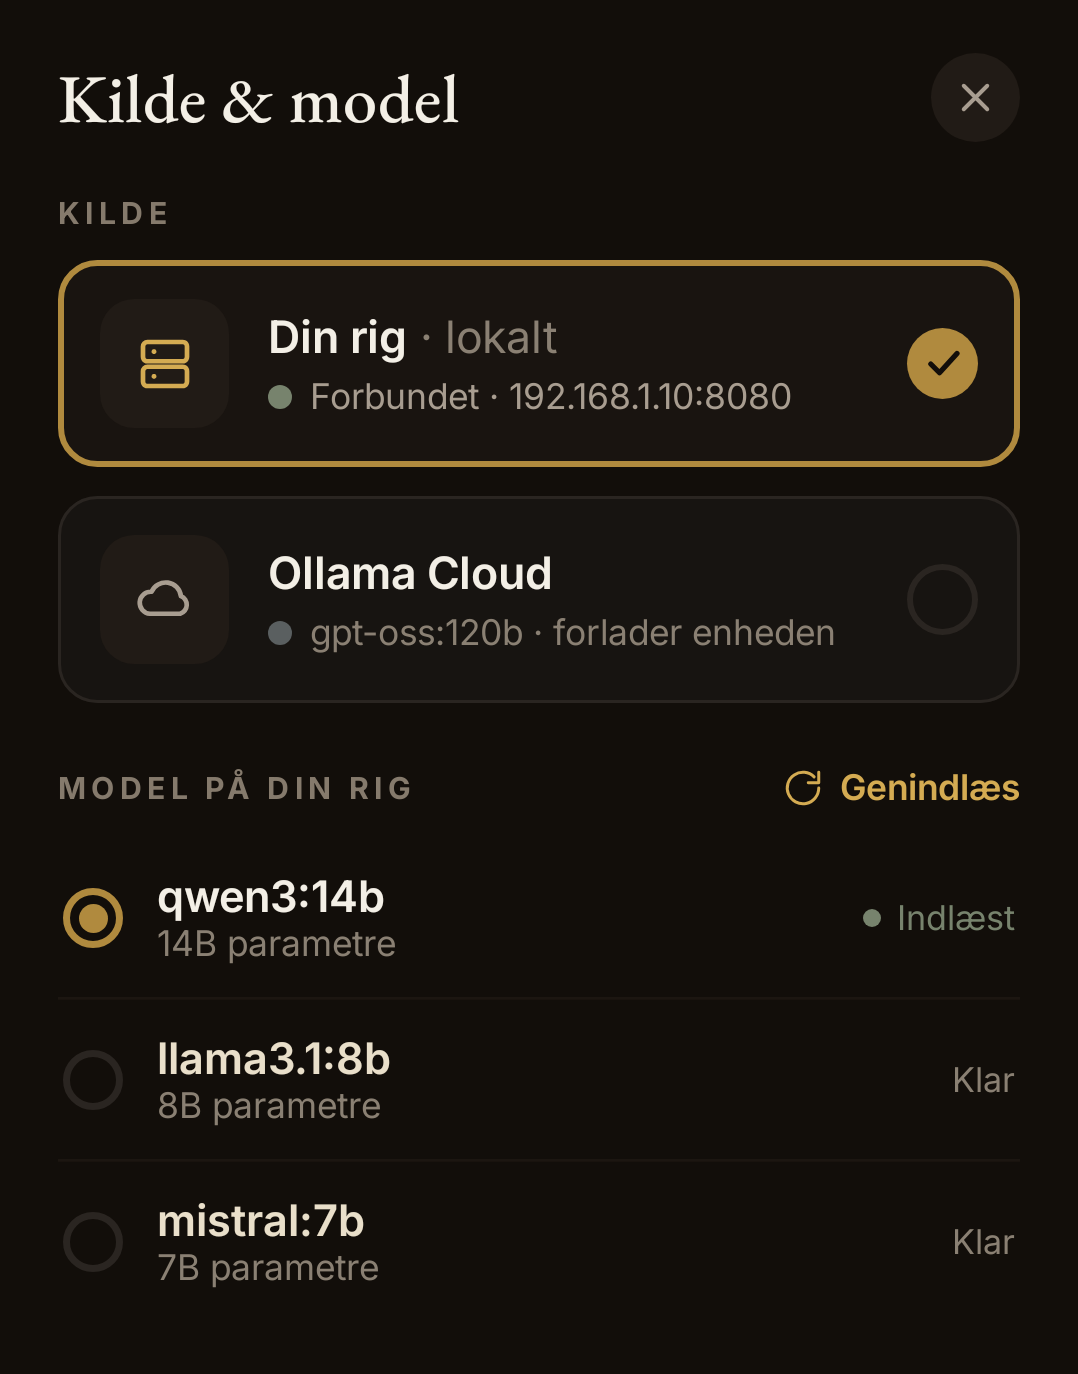 Kilde & model
KILDE
Din rig · lokalt
Forbundet · 192.168.1.10:8080
Ollama Cloud
gpt-oss:120b · forlader enheden
MODEL PÅ DIN RIG
Genindlæs
qwen3:14b
14B parametre
Indlæst
llama3.1:8b
8B parametre
Klar
mistral:7b
7B parametre
Klar